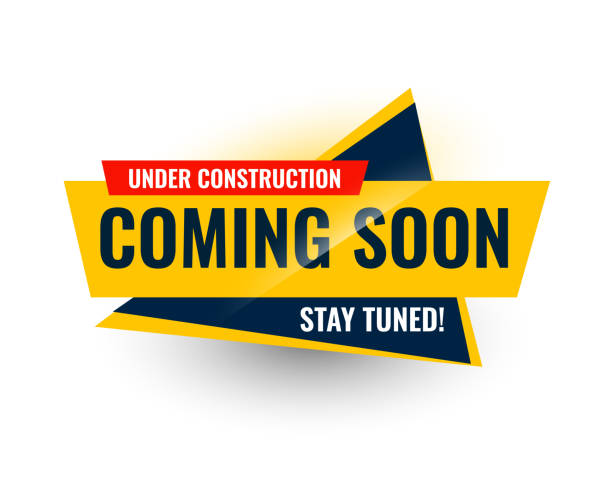 UNDER CONSTRUCTION
COMING SOON
STAY TUNED!